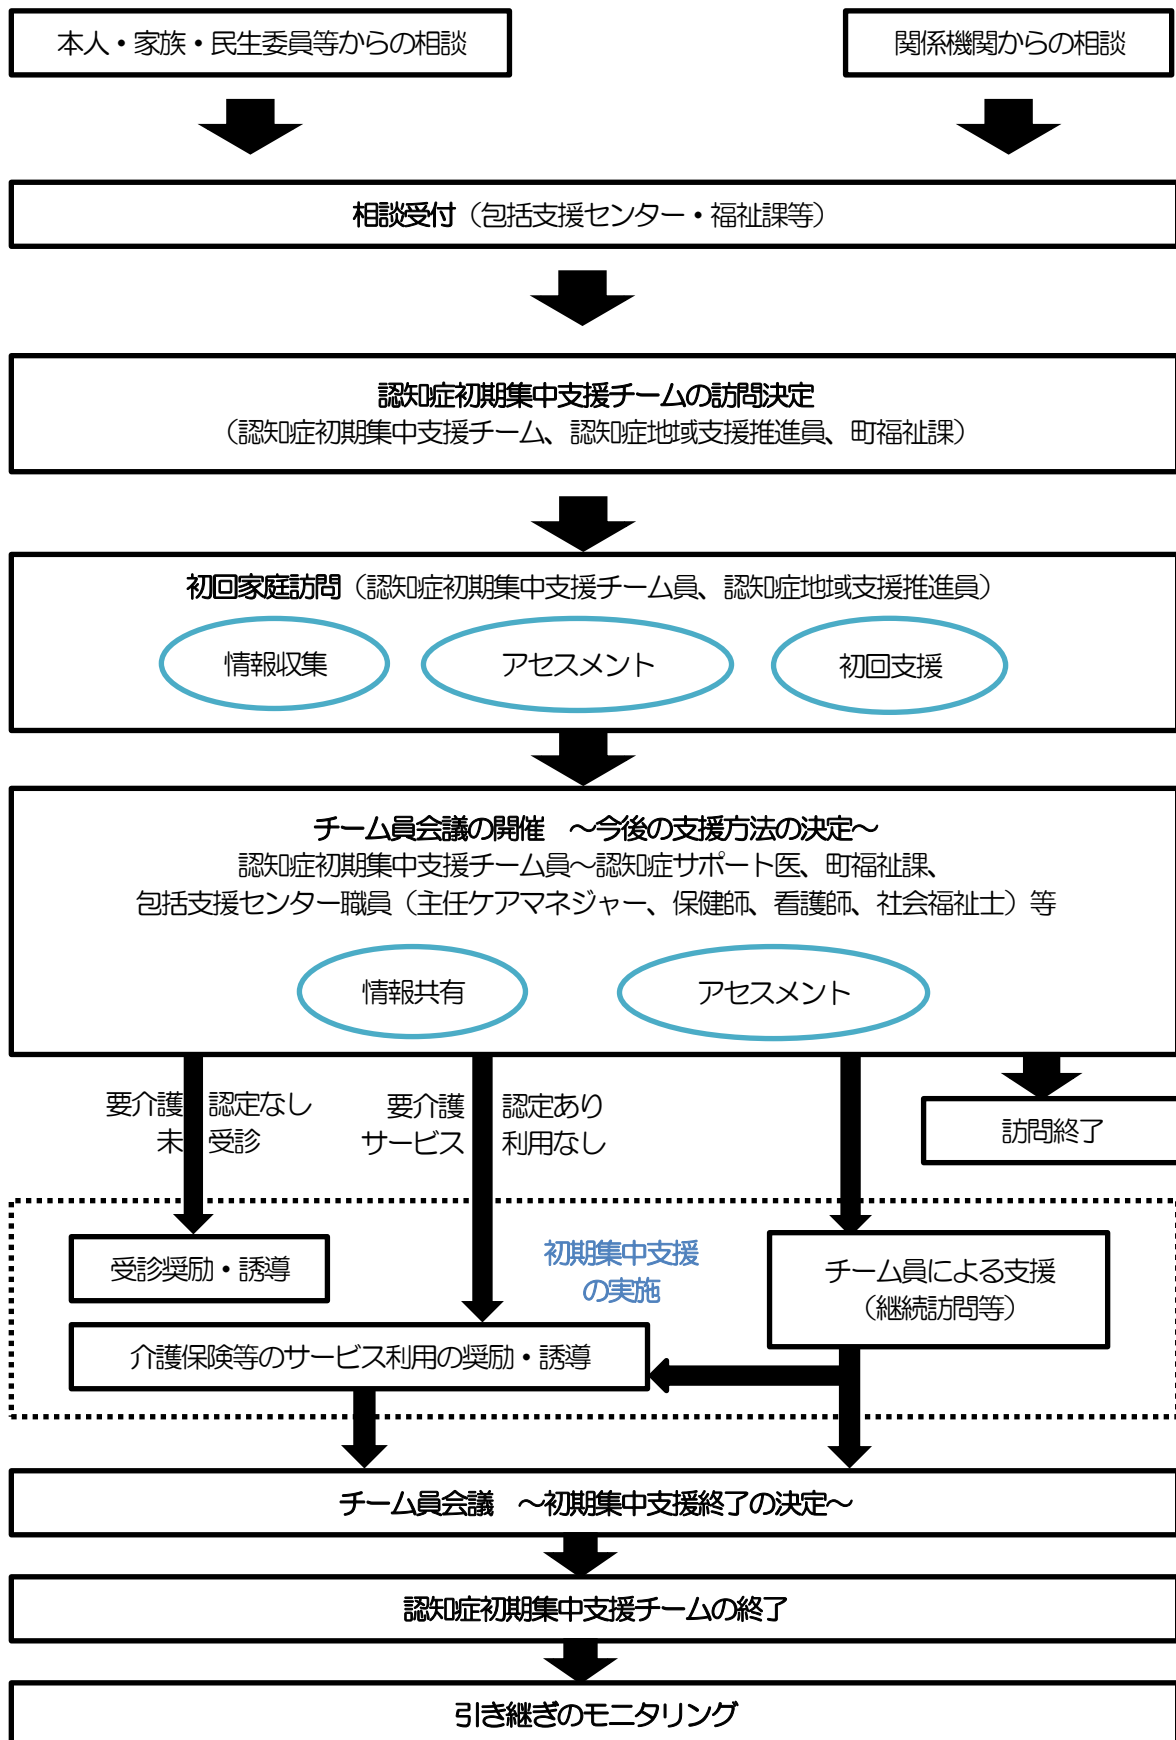 本人・家族・民生委員等からの相談
関係機関からの相談
相談受付（包括支援センター・福祉課等）
認知症初期集中支援チームの訪問決定
（認知症初期集中支援チーム、認知症地域支援推進員、町福祉課）
初回家庭訪問（認知症初期集中支援チーム員、認知症地域支援推進員）
情報収集
アセスメント
初回支援
チーム員会議の開催　～今後の支援方法の決定～
認知症初期集中支援チーム員～認知症サポート医、町福祉課、
包括支援センター職員（主任ケアマネジャー、保健師、看護師、社会福祉士）等
情報共有
アセスメント
要介護 認定なし
未 受診
要介護 認定あり
サービス 利用なし
訪問終了
受診奨励・誘導
初期集中支援
の実施
チーム員による支援
（継続訪問等）
介護保険等のサービス利用の奨励・誘導
チーム員会議　～初期集中支援終了の決定～
認知症初期集中支援チームの終了
引き継ぎのモニタリング